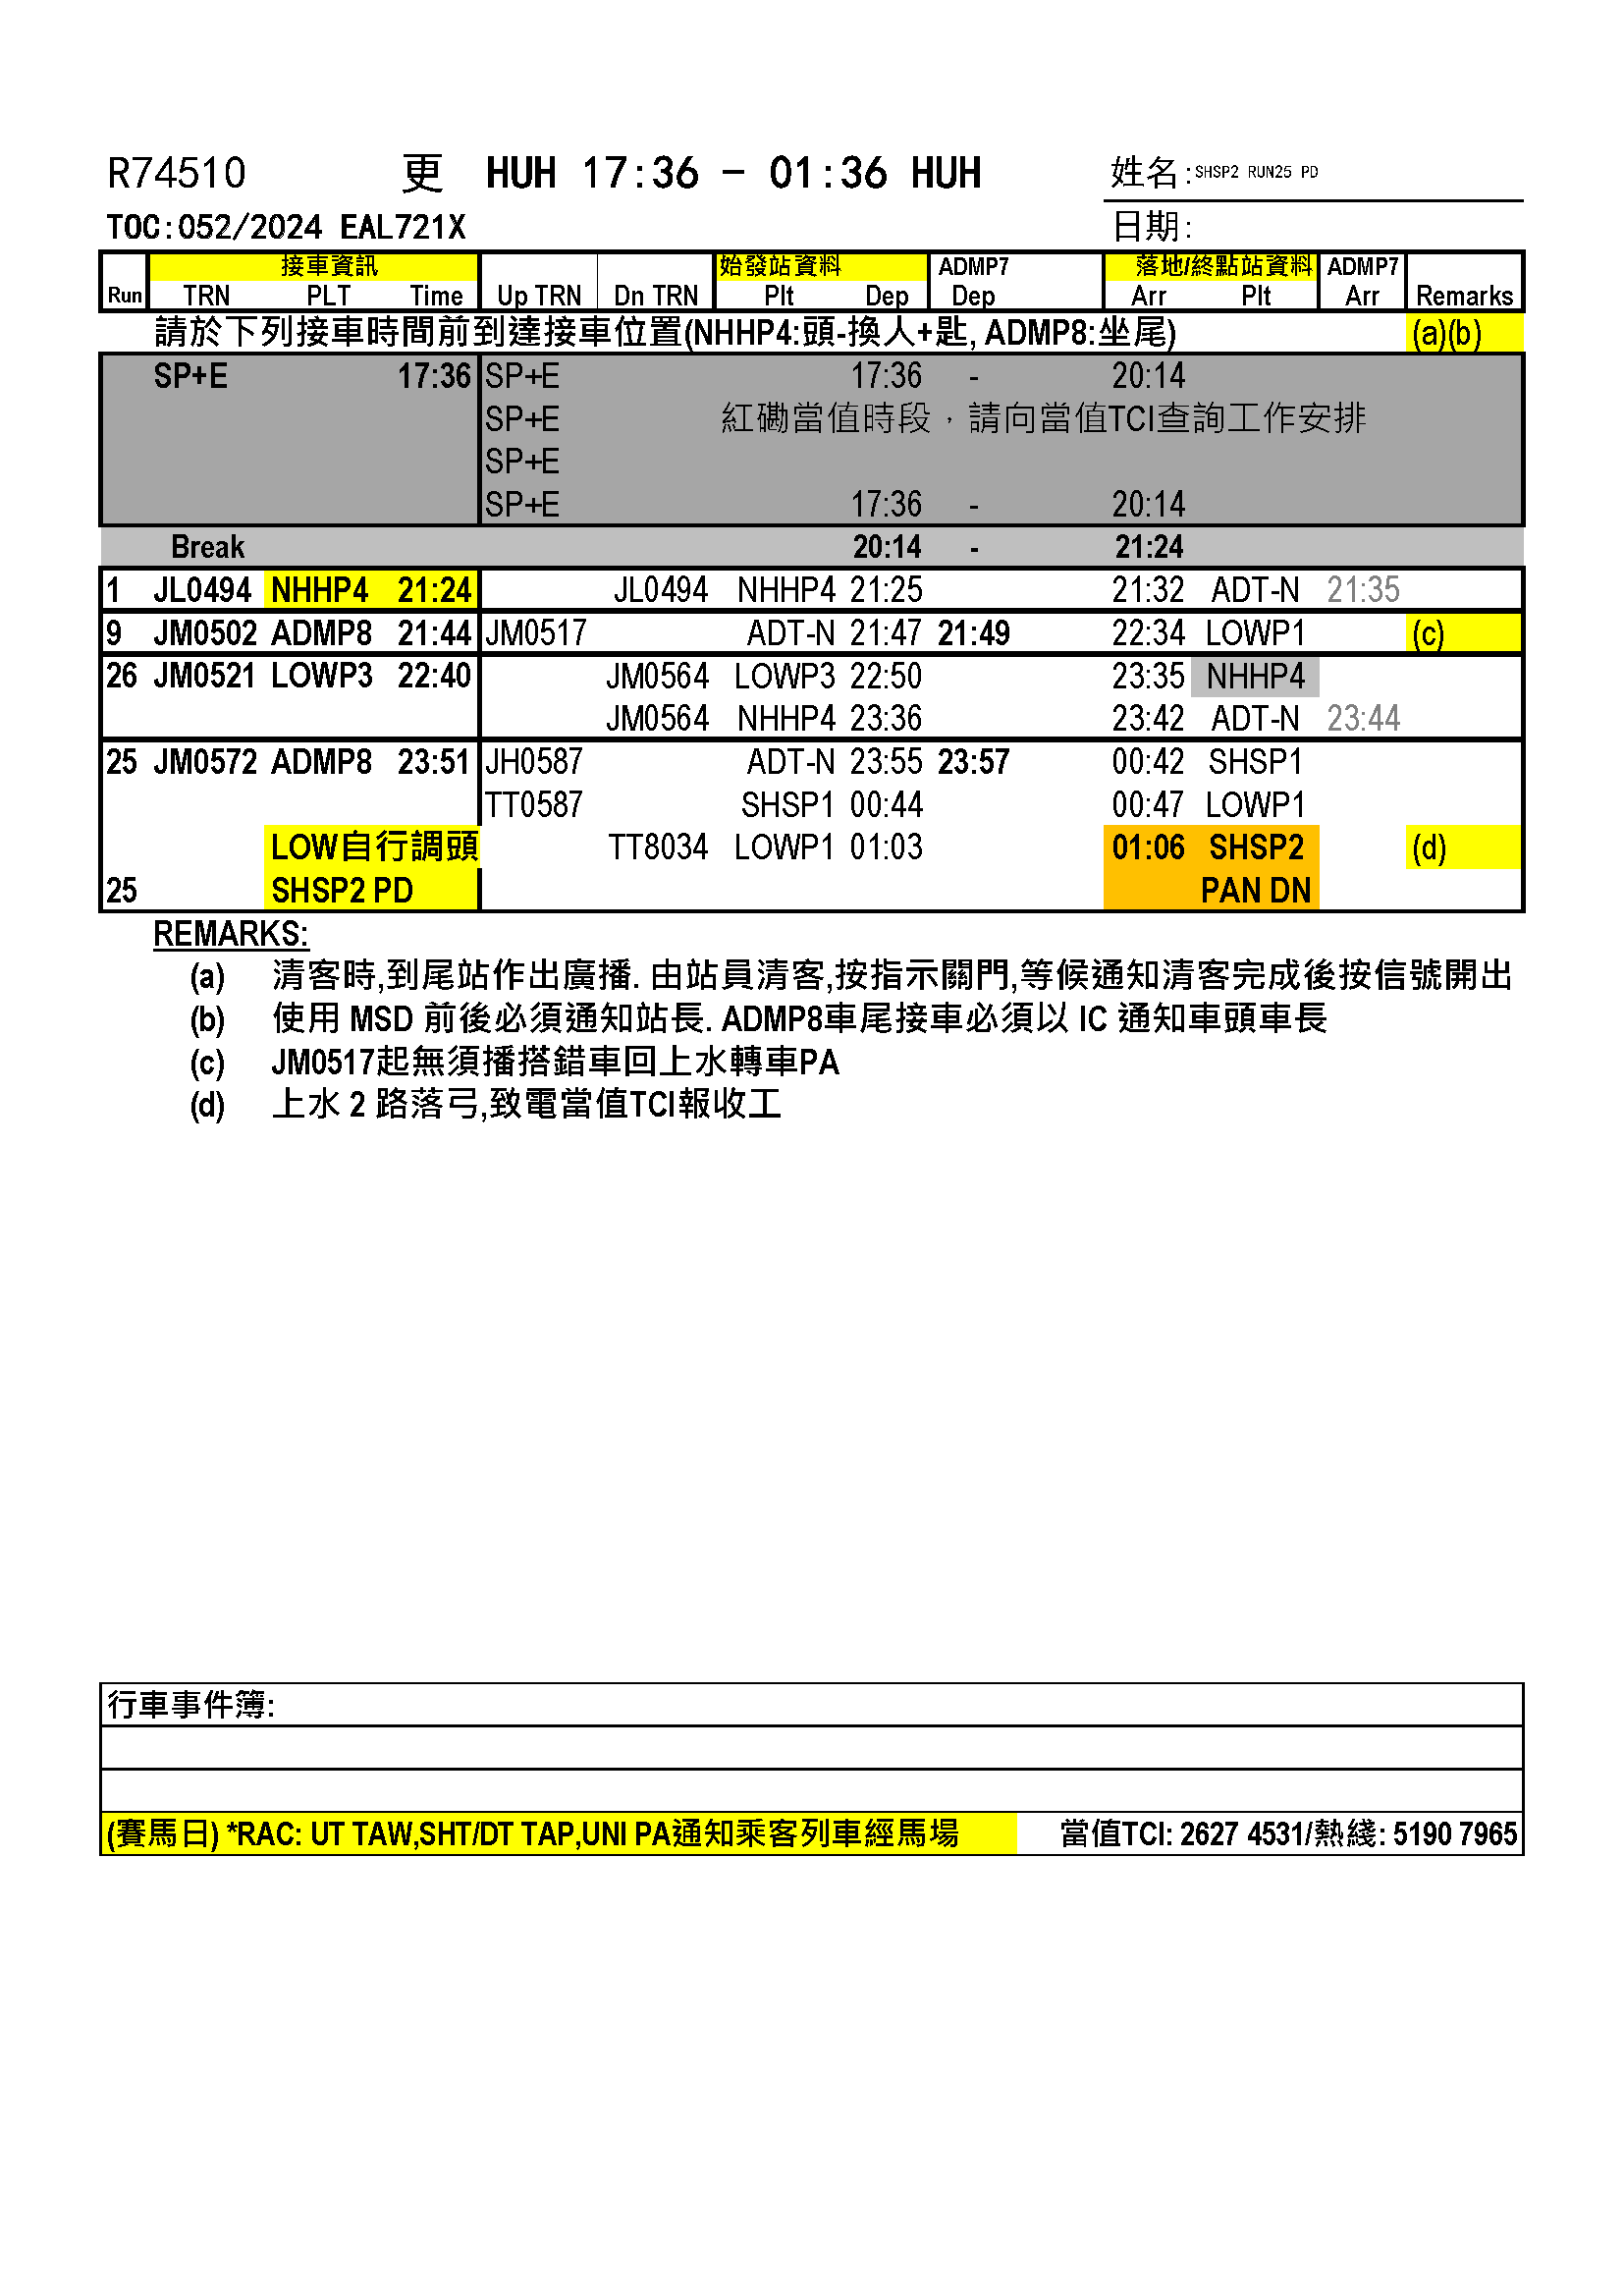 R74510 更 HUH 17:36 - 01:36 HUH 姓名:SHSP2 RUN25 PD
TOC:052/2024 EAL721X 日期:
接車資訊 始發站資料 ADMP7 落地/終點站資料 ADMP7
Run TRN PLT Time Up TRN Dn TRN Plt Dep Dep Arr Plt Arr Remarks
請於下列接車時間前到達接車位置(NHHP4:頭-換人+匙, ADMP8:坐尾) (a)(b)
SP+E 17:36 SP+E 17:36 - 20:14
SP+E 紅磡當值時段，請向當值TCI查詢工作安排
SP+E
SP+E 17:36 - 20:14
Break 20:14 - 21:24
1 JL0494 NHHP4 21:24 JL0494 NHHP4 21:25 21:32 ADT-N 21:35
9 JM0502 ADMP8 21:44 JM0517 ADT-N 21:47 21:49 22:34 LOWP1 (c)
26 JM0521 LOWP3 22:40 JM0564 LOWP3 22:50 23:35 NHHP4
JM0564 NHHP4 23:36 23:42 ADT-N 23:44
25 JM0572 ADMP8 23:51 JH0587 ADT-N 23:55 23:57 00:42 SHSP1
TT0587 SHSP1 00:44 00:47 LOWP1
LOW自行調頭 TT8034 LOWP1 01:03 01:06 SHSP2 (d)
25 SHSP2 PD PAN DN
REMARKS:
(a) 清客時,到尾站作出廣播. 由站員清客,按指示關門,等候通知清客完成後按信號開出
(b) 使用 MSD 前後必須通知站長. ADMP8車尾接車必須以 IC 通知車頭車長
(c) JM0517起無須播搭錯車回上水轉車PA
(d) 上水 2 路落弓,致電當值TCI報收工
行車事件簿:
(賽馬日) *RAC: UT TAW,SHT/DT TAP,UNI PA通知乘客列車經馬場 當值TCI: 2627 4531/熱綫: 5190 7965